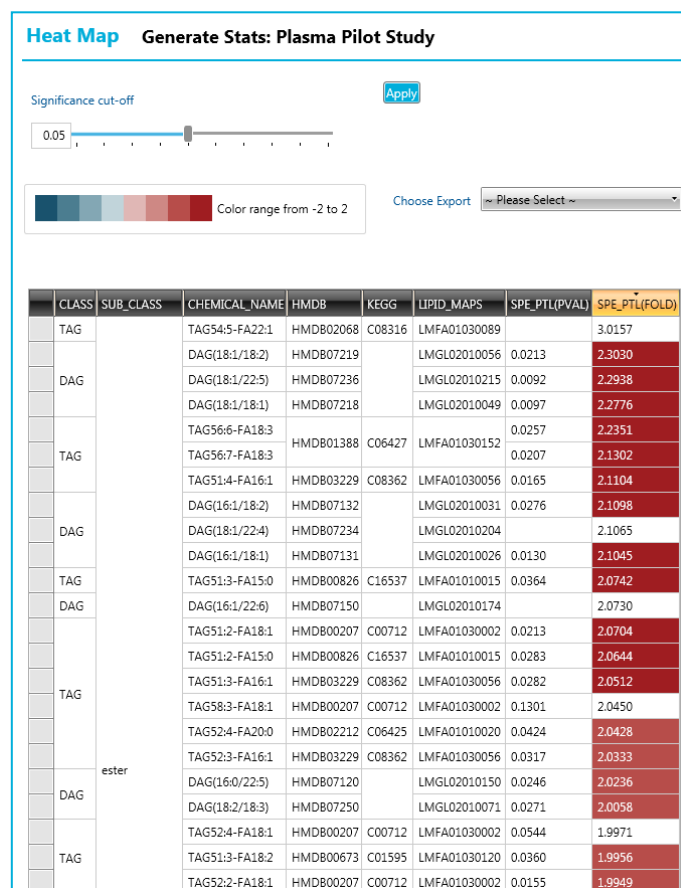 Heat Map Generate Stats: Plasma Pilot Study
Significance cut-off
Apply
0.05
Color range from -2 to 2
Choose Export ~ Please Select ~
CLASS SUB_CLASS CHEMICAL_NAME HMDB KEGG LIPID_MAPS SPE_PTL(PVAL) SPE_PTL(FOLD)
TAG TAG54:5-FA22:1 HMDB02068 C08316 LMFA01030089 3.0157
DAG(18:1/18:2) HMDB07219 LMGL02010056 0.0213 2.3030
DAG DAG(18:1/22:5) HMDB07236 LMGL02010215 0.0092 2.2938
DAG(18:1/18:1) HMDB07218 LMGL02010049 0.0097 2.2776
TAG56:6-FA18:3 0.0257 2.2351
HMDB01388 C06427 LMFA01030152
TAG TAG56:7-FA18:3 0.0207 2.1302
TAG51:4-FA16:1 HMDB03229 C08362 LMFA01030056 0.0165 2.1104
DAG(16:1/18:2) HMDB07132 LMGL02010031 0.0276 2.1098
DAG DAG(18:1/22:4) HMDB07234 LMGL02010204 2.1065
DAG(16:1/18:1) HMDB07131 LMGL02010026 0.0130 2.1045
TAG TAG51:3-FA15:0 HMDB00826 C16537 LMFA01010015 0.0364 2.0742
DAG DAG(16:1/22:6) HMDB07150 LMGL02010174 2.0730
TAG51:2-FA18:1 HMDB00207 C00712 LMFA01030002 0.0213 2.0704
TAG51:2-FA15:0 HMDB00826 C16537 LMFA01010015 0.0283 2.0644
TAG51:3-FA16:1 HMDB03229 C08362 LMFA01030056 0.0282 2.0512
TAG
TAG58:3-FA18:1 HMDB00207 C00712 LMFA01030002 0.1301 2.0450
TAG52:4-FA20:0 HMDB02212 C06425 LMFA01010020 0.0424 2.0428
TAG52:3-FA16:1 HMDB03229 C08362 LMFA01030056 0.0317 2.0333
ester
DAG(16:0/22:5) HMDB07120 LMGL02010150 0.0246 2.0236
DAG
DAG(18:2/18:3) HMDB07250 LMGL02010071 0.0271 2.0058
TAG52:4-FA18:1 HMDB00207 C00712 LMFA01030002 0.0544 1.9971
TAG TAG51:3-FA18:2 HMDB00673 C01595 LMFA01030120 0.0360 1.9956
TAG52:2-FA18:1 HMDB00207 C00712 LMFA01030002 0.0155 1.9949